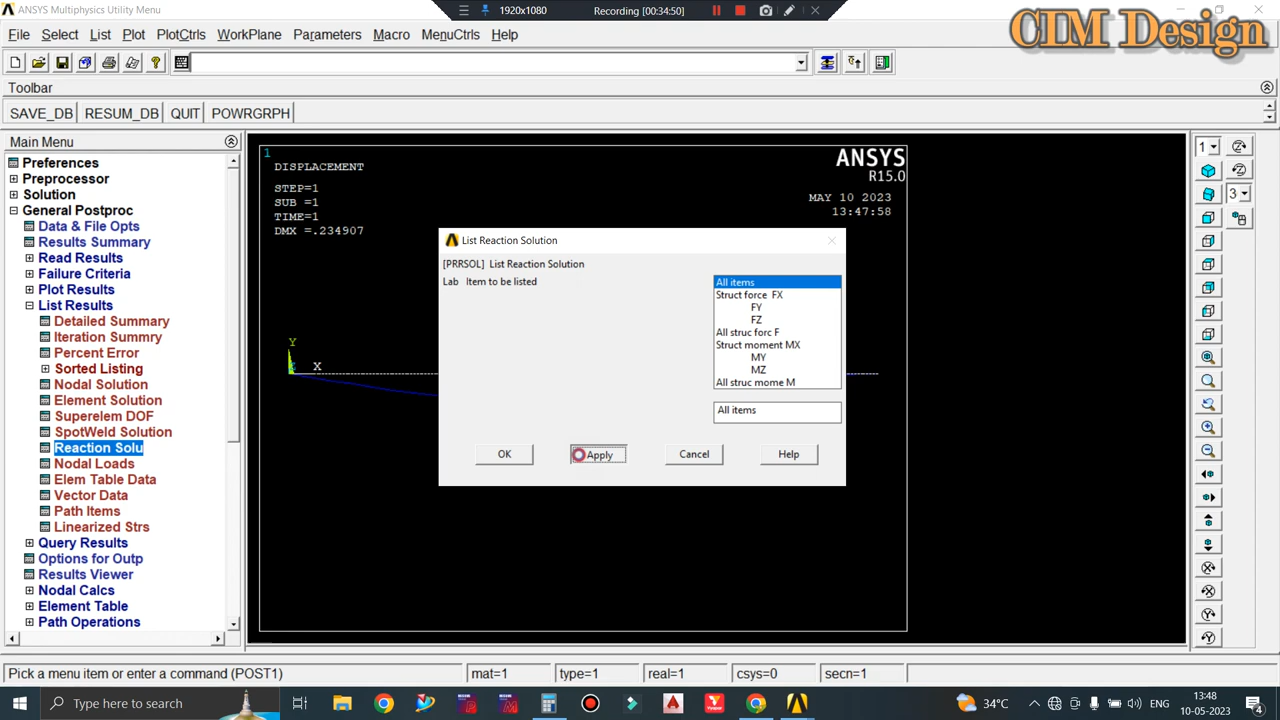 ANSYS Multiphysics Utility Menu
1920x1080
Recording [00:34:50]
CIM Design
File Select List Plot PlotCtrls WorkPlane Parameters Macro MenuCtrls Help
Toolbar
SAVE_DB RESUM_DB QUIT POWRGRPH
Main Menu
Preferences
Preprocessor
Solution
General Postproc
Data & File Opts
Results Summary
Read Results
Failure Criteria
Plot Results
List Results
Detailed Summary
Iteration Summry
Percent Error
Sorted Listing
Nodal Solution
Element Solution
Superelem DOF
SpotWeld Solution
Reaction Solu
Nodal Loads
Elem Table Data
Vector Data
Path Items
Linearized Strs
Query Results
Options for Outp
Results Viewer
Nodal Calcs
Element Table
Path Operations
1
DISPLACEMENT
STEP=1
SUB =1
TIME=1
DMX =.234907
ANSYS
R15.0
MAY 10 2023
13:47:58
Y
X
List Reaction Solution
[PRRSOL] List Reaction Solution
Lab Item to be listed
All items
Struct force FX
FY
FZ
All struc forc F
Struct moment MX
MY
MZ
All struc mome M
All items
OK Apply Cancel Help
1
3
Pick a menu item or enter a command (POST1)
mat=1 type=1 real=1 csys=0 secn=1
Type here to search
34°C
ENG
13:48
10-05-2023
4